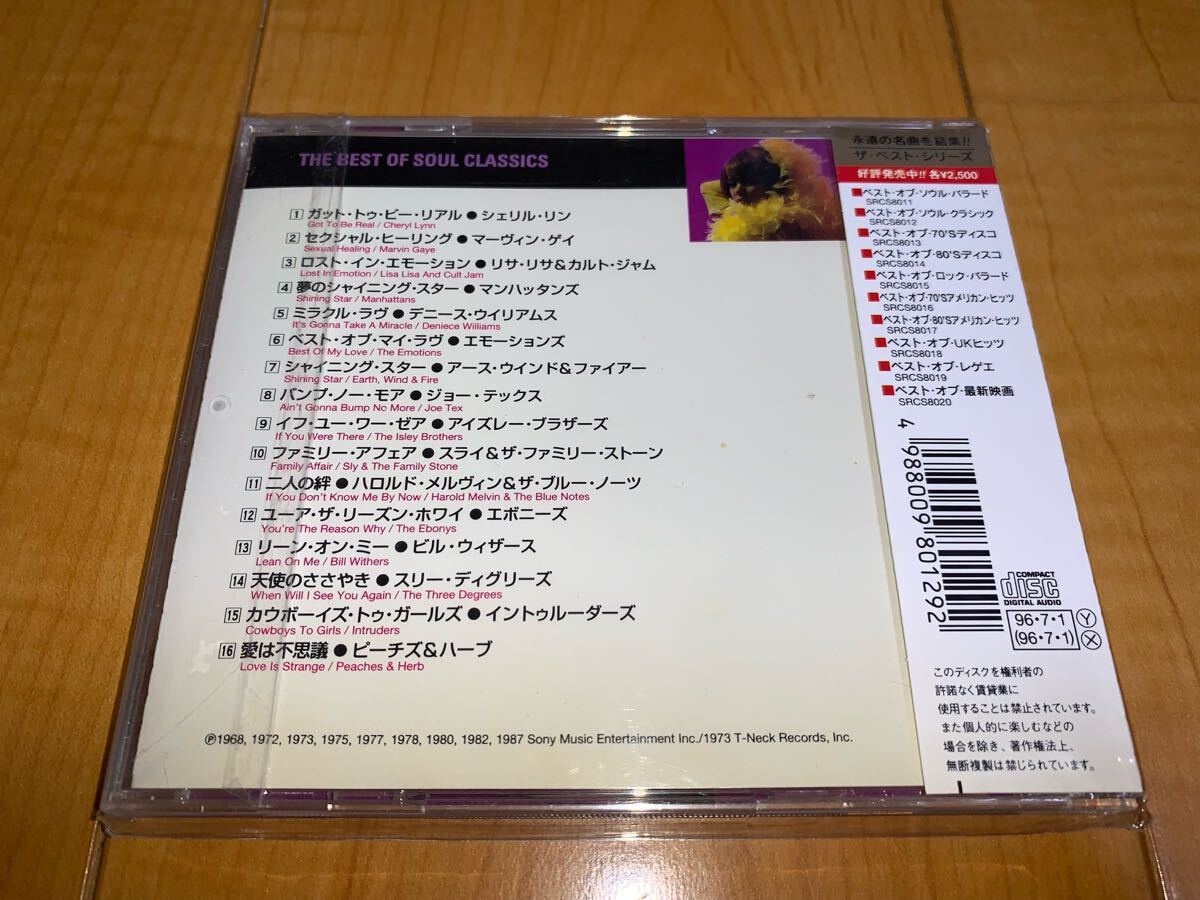 THE BEST OF SOUL CLASSICS
1 ガット・トゥ・ビー・リアル ● シェリル・リン
Got To Be Real / Cheryl Lynn
2 セクシャル・ヒーリング ● マーヴィン・ゲイ
Sexual Healing / Marvin Gaye
3 ロスト・イン・エモーション ● リサ・リサ&カルト・ジャム
Lost In Emotion / Lisa Lisa And Cult Jam
4 夢のシャイニング・スター ● マンハッタンズ
Shining Star / Manhattans
5 ミラクル・ラヴ ● デニース・ウイリアムス
It's Gonna Take A Miracle / Deniece Williams
6 ベスト・オブ・マイ・ラヴ ● エモーションズ
Best Of My Love / The Emotions
7 シャイニング・スター ● アース・ウインド&ファイアー
Shining Star / Earth, Wind & Fire
8 バンプ・ノー・モア ● ジョー・テックス
Ain't Gonna Bump No More / Joe Tex
9 イフ・ユー・ワー・ゼア ● アイズレー・ブラザーズ
If You Were There / The Isley Brothers
10 ファミリー・アフェア ● スライ&ザ・ファミリー・ストーン
Family Affair / Sly & The Family Stone
11 二人の絆 ● ハロルド・メルヴィン&ザ・ブルー・ノーツ
If You Don't Know Me By Now / Harold Melvin & The Blue Notes
12 ユーア・ザ・リーズン・ホワイ ● エボニーズ
You're The Reason Why / The Ebonys
13 リーン・オン・ミー ● ビル・ウィザース
Lean On Me / Bill Withers
14 天使のささやき ● スリー・ディグリーズ
When Will I See You Again / The Three Degrees
15 カウボーイズ・トゥ・ガールズ ● イントゥルーダーズ
Cowboys To Girls / Intruders
16 愛は不思議 ● ピーチズ&ハーブ
Love Is Strange / Peaches & Herb
℗1968, 1972, 1973, 1975, 1977, 1978, 1980, 1982, 1987 Sony Music Entertainment Inc./1973 T-Neck Records, Inc.
永遠の名曲を結集!!
ザ・ベスト・シリーズ
好評発売中!! 各¥2,500
ベスト・オブ・ソウル・バラード
SRCS8011
ベスト・オブ・ソウル・クラシック
SRCS8012
ベスト・オブ・70'Sディスコ
SRCS8013
ベスト・オブ・80'Sディスコ
SRCS8014
ベスト・オブ・ロック・バラード
SRCS8015
ベスト・オブ・70'Sアメリカン・ヒッツ
SRCS8016
ベスト・オブ・80'Sアメリカン・ヒッツ
SRCS8017
ベスト・オブ・UKヒッツ
SRCS8018
ベスト・オブ・レゲエ
SRCS8019
ベスト・オブ・最新映画
SRCS8020
4 988009 801292
COMPACT
disc
DIGITAL AUDIO
96・7・1 Y
(96・7・1) X
このディスクを権利者の
許諾なく賃貸業に
使用することは禁止されています。
また個人的に楽しむなどの
場合を除き、著作権法上、
無断複製は禁じられています。